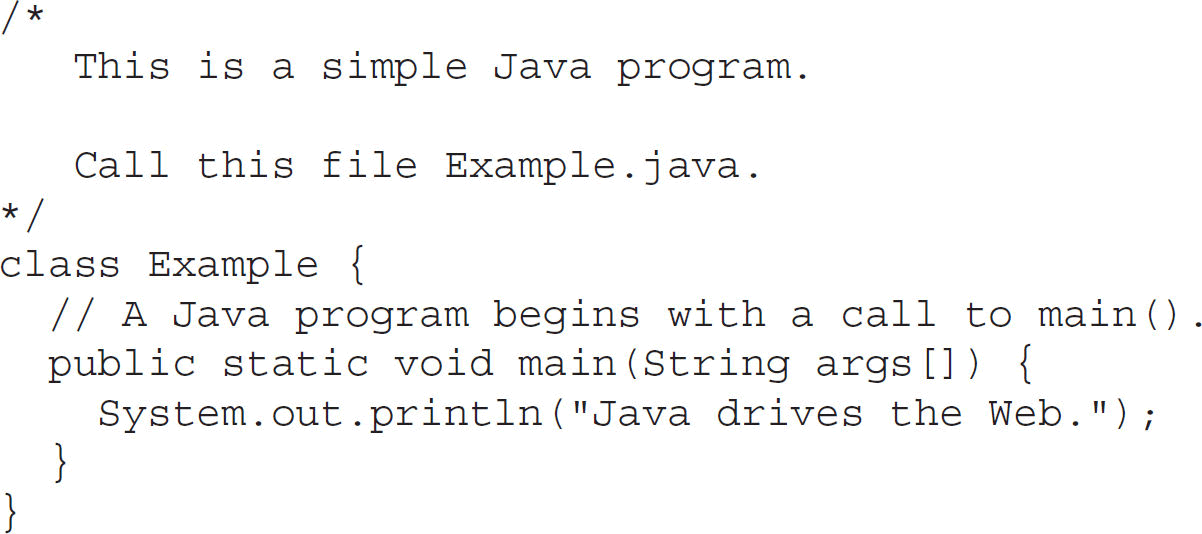 /*
   This is a simple Java program.

   Call this file Example.java.
*/
class Example {
  // A Java program begins with a call to main().
  public static void main(String args[]) {
    System.out.println("Java drives the Web.");
  }
}